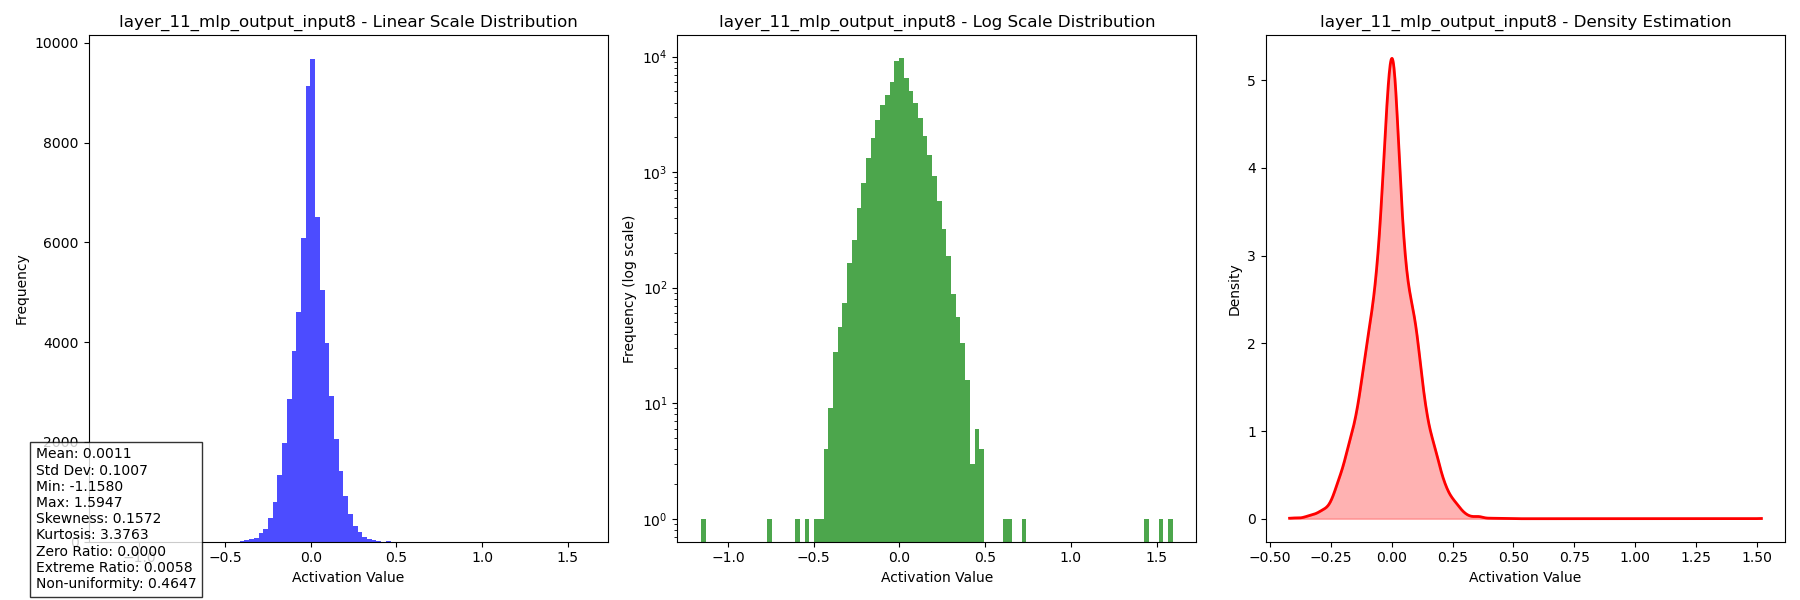 layer_11_mlp_output_input8 - Linear Scale Distribution
10000
8000
6000
4000
2000
Frequency
−0.5
0.0
0.5
1.0
1.5
Activation Value
Mean: 0.0011
Std Dev: 0.1007
Min: -1.1580
Max: 1.5947
Skewness: 0.1572
Kurtosis: 3.3763
Zero Ratio: 0.0000
Extreme Ratio: 0.0058
Non-uniformity: 0.4647
layer_11_mlp_output_input8 - Log Scale Distribution
10⁴
10³
10²
10¹
10⁰
Frequency (log scale)
−1.0
−0.5
0.0
0.5
1.0
1.5
Activation Value
layer_11_mlp_output_input8 - Density Estimation
5
4
3
2
1
0
Density
−0.50
−0.25
0.00
0.25
0.50
0.75
1.00
1.25
1.50
Activation Value